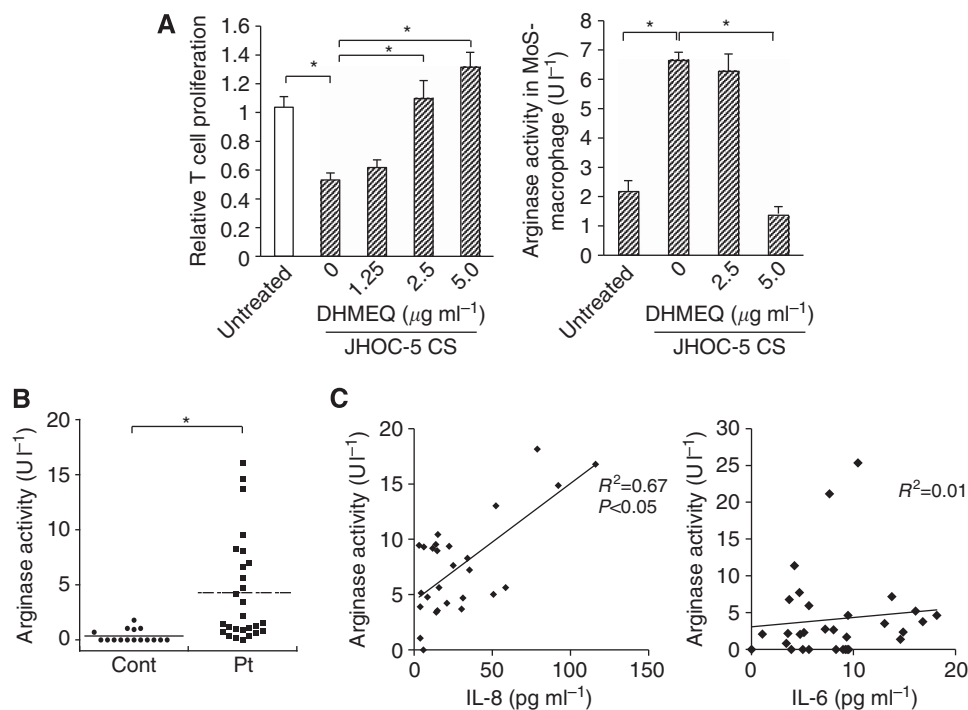 A
Relative T cell proliferation
1.6
1.4
1.2
1
0.8
0.6
0.4
0.2
0
*
*
*
Untreated
0
1.25
2.5
5.0
DHMEQ (μg ml⁻¹)
JHOC-5 CS
Arginase activity in MoS-
macrophage (U l⁻¹)
8
7
6
5
4
3
2
1
0
*
*
Untreated
0
2.5
5.0
DHMEQ (μg ml⁻¹)
JHOC-5 CS
B
Arginase activity (U l⁻¹)
20
15
10
5
0
*
Cont
Pt
C
Arginase activity (U l⁻¹)
20
15
10
5
0
R²=0.67
P<0.05
0
50
100
150
IL-8 (pg ml⁻¹)
Arginase activity (U l⁻¹)
30
25
20
15
10
5
0
R²=0.01
0
10
20
IL-6 (pg ml⁻¹)